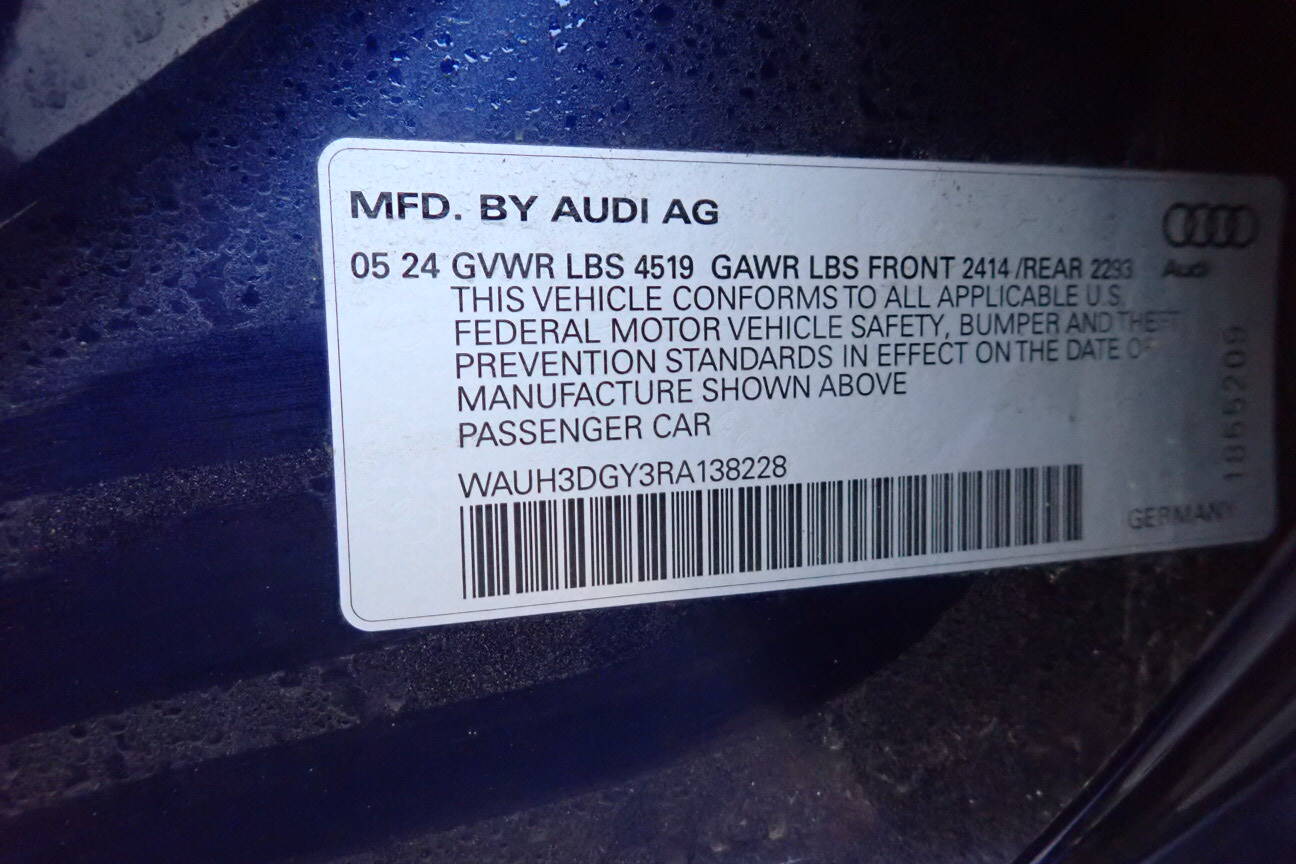 MFD. BY AUDI AG
05 24 GVWR LBS 4519 GAWR LBS FRONT 2414 /REAR 2293
THIS VEHICLE CONFORMS TO ALL APPLICABLE U.S.
FEDERAL MOTOR VEHICLE SAFETY, BUMPER AND THEFT
PREVENTION STANDARDS IN EFFECT ON THE DATE OF
MANUFACTURE SHOWN ABOVE
PASSENGER CAR
WAUH3DGY3RA138228
Audi
1855209
GERMANY